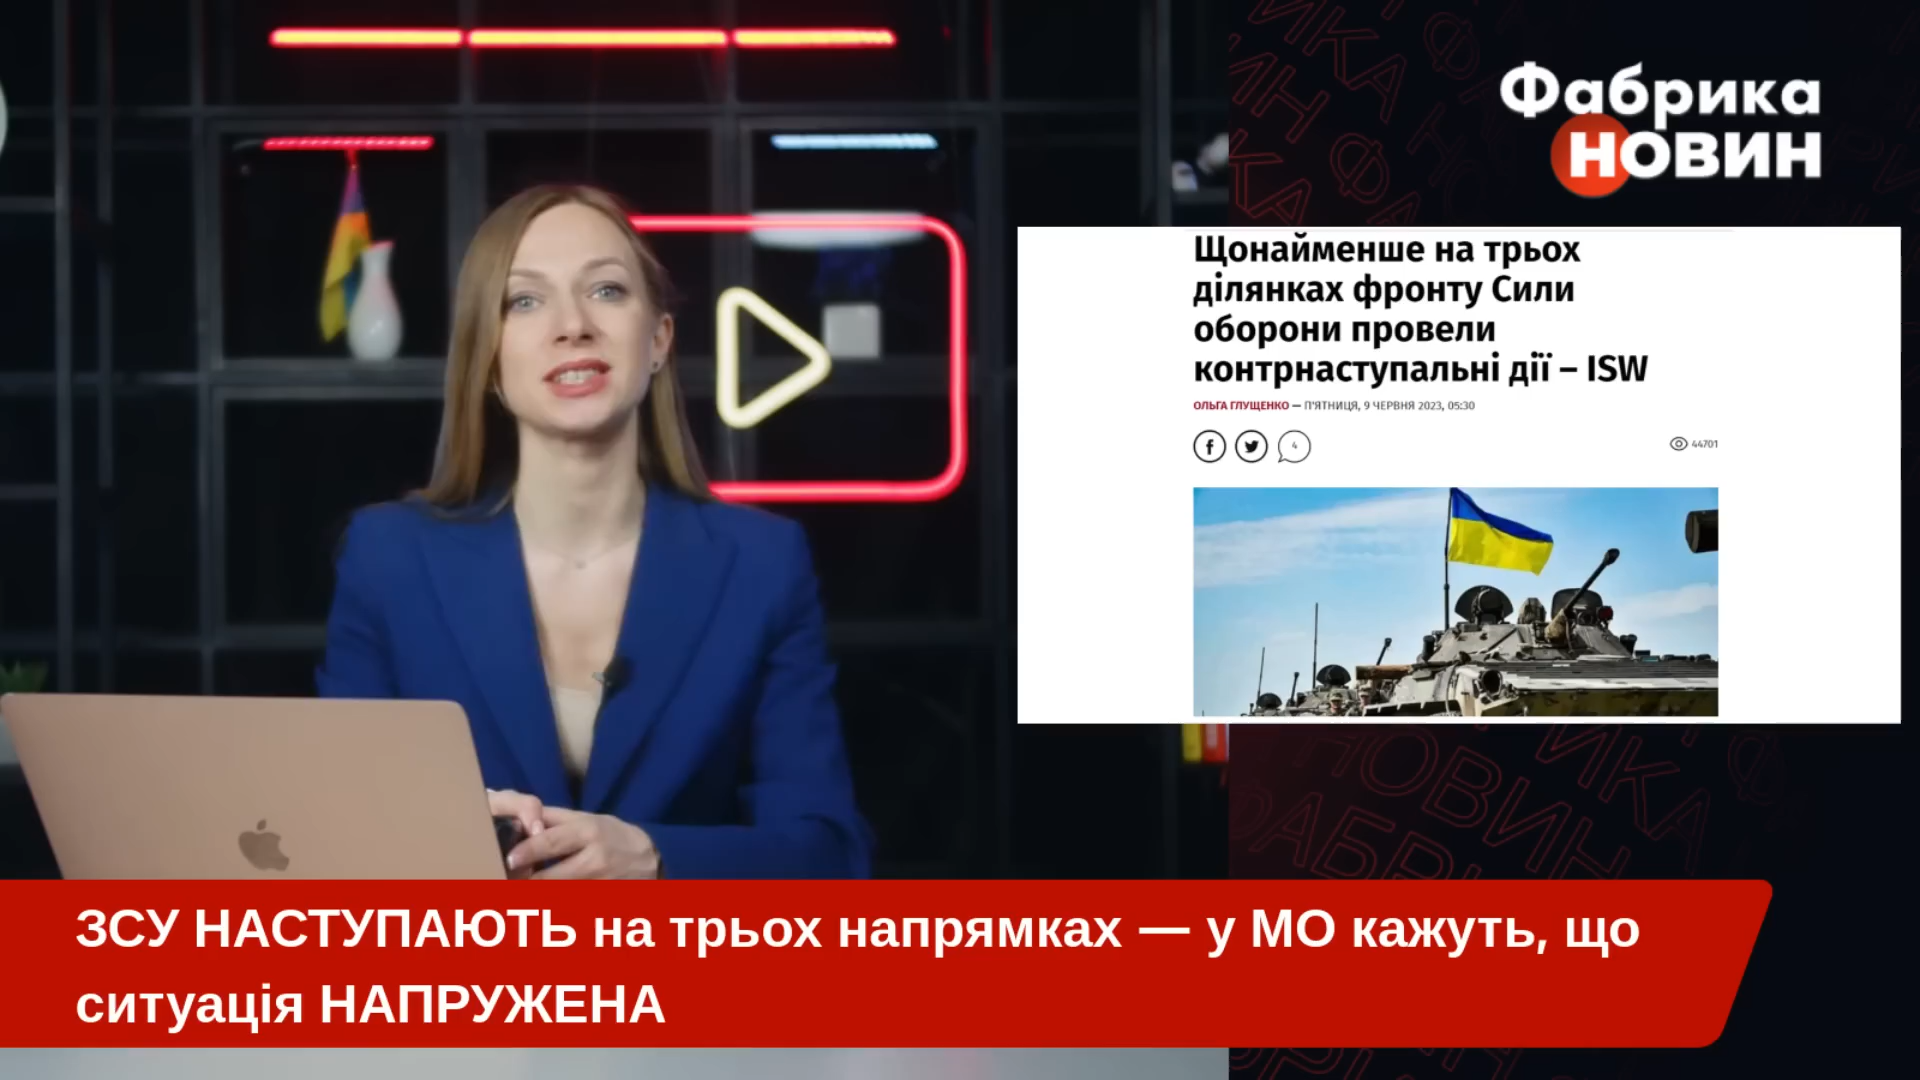 Фабрика
НОВИН
Щонайменше на трьох
ділянках фронту Сили
оборони провели
контрнаступальні дії – ISW
ОЛЬГА ГЛУЩЕНКО — П'ЯТНИЦЯ, 9 ЧЕРВНЯ 2023, 05:30
4
44701
ЗСУ НАСТУПАЮТЬ на трьох напрямках — у МО кажуть, що
ситуація НАПРУЖЕНА